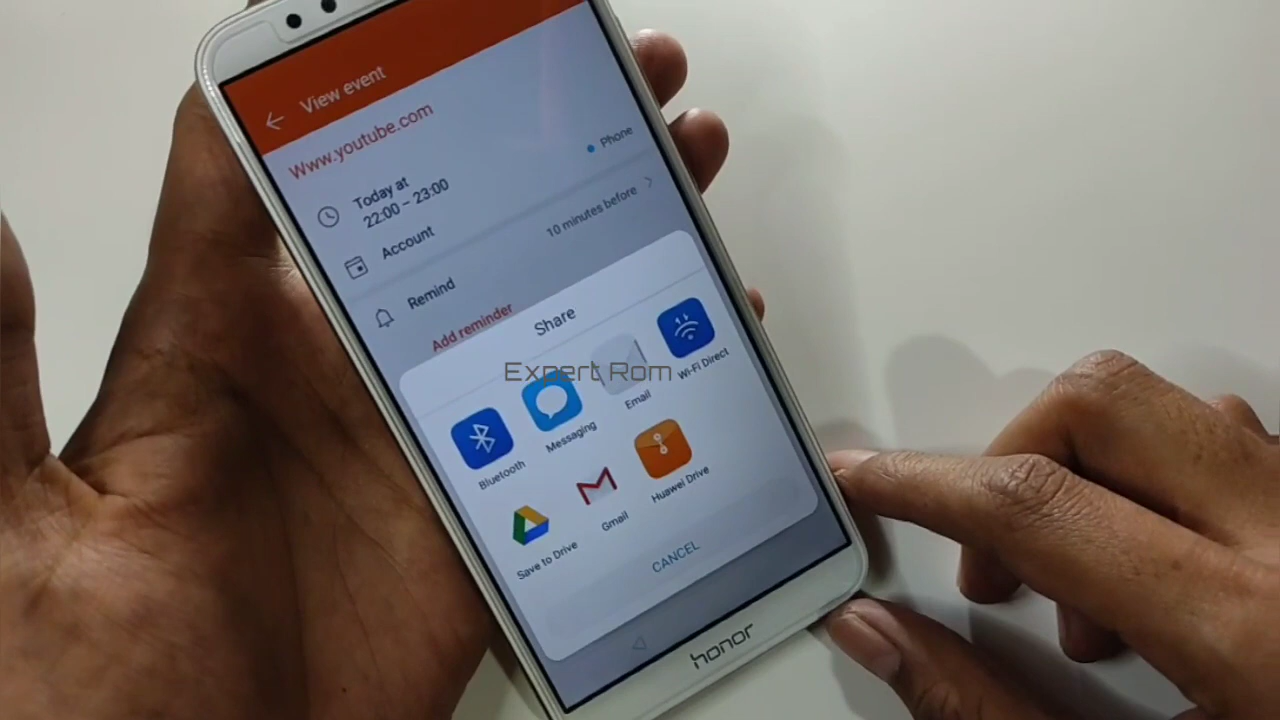 View event
Www.youtube.com
Today at
22:00 – 23:00
Phone
Account
10 minutes before
Remind
Add reminder
Share
Expert Rom
Bluetooth
Messaging
Email
Wi-Fi Direct
Save to Drive
Gmail
Huawei Drive
CANCEL
honor